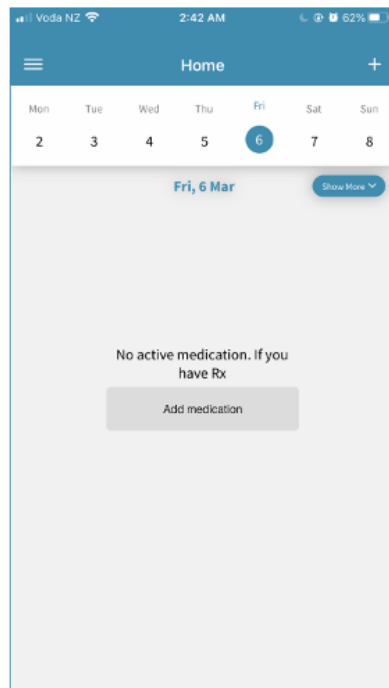 Voda NZ 2:42 AM 62%
Home +
Mon Tue Wed Thu Fri Sat Sun
2 3 4 5 6 7 8
Fri, 6 Mar Show More
No active medication. If you
have Rx
Add medication